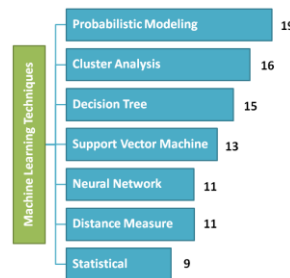 Machine Learning Techniques
Probabilistic Modeling 19
Cluster Analysis 16
Decision Tree 15
Support Vector Machine 13
Neural Network 11
Distance Measure 11
Statistical 9